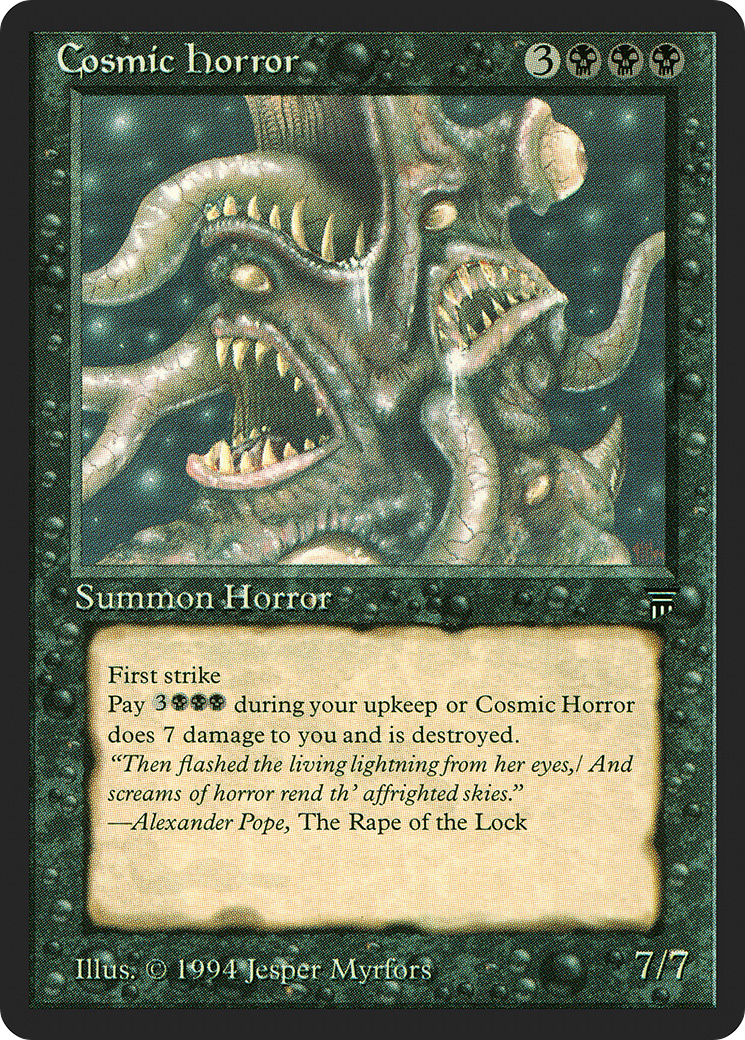 Cosmic Horror 3
Summon Horror
First strike
Pay 3 during your upkeep or Cosmic Horror
does 7 damage to you and is destroyed.
“Then flashed the living lightning from her eyes,/ And
screams of horror rend th’ affrighted skies.”
—Alexander Pope, The Rape of the Lock
Illus. © 1994 Jesper Myrfors 7/7